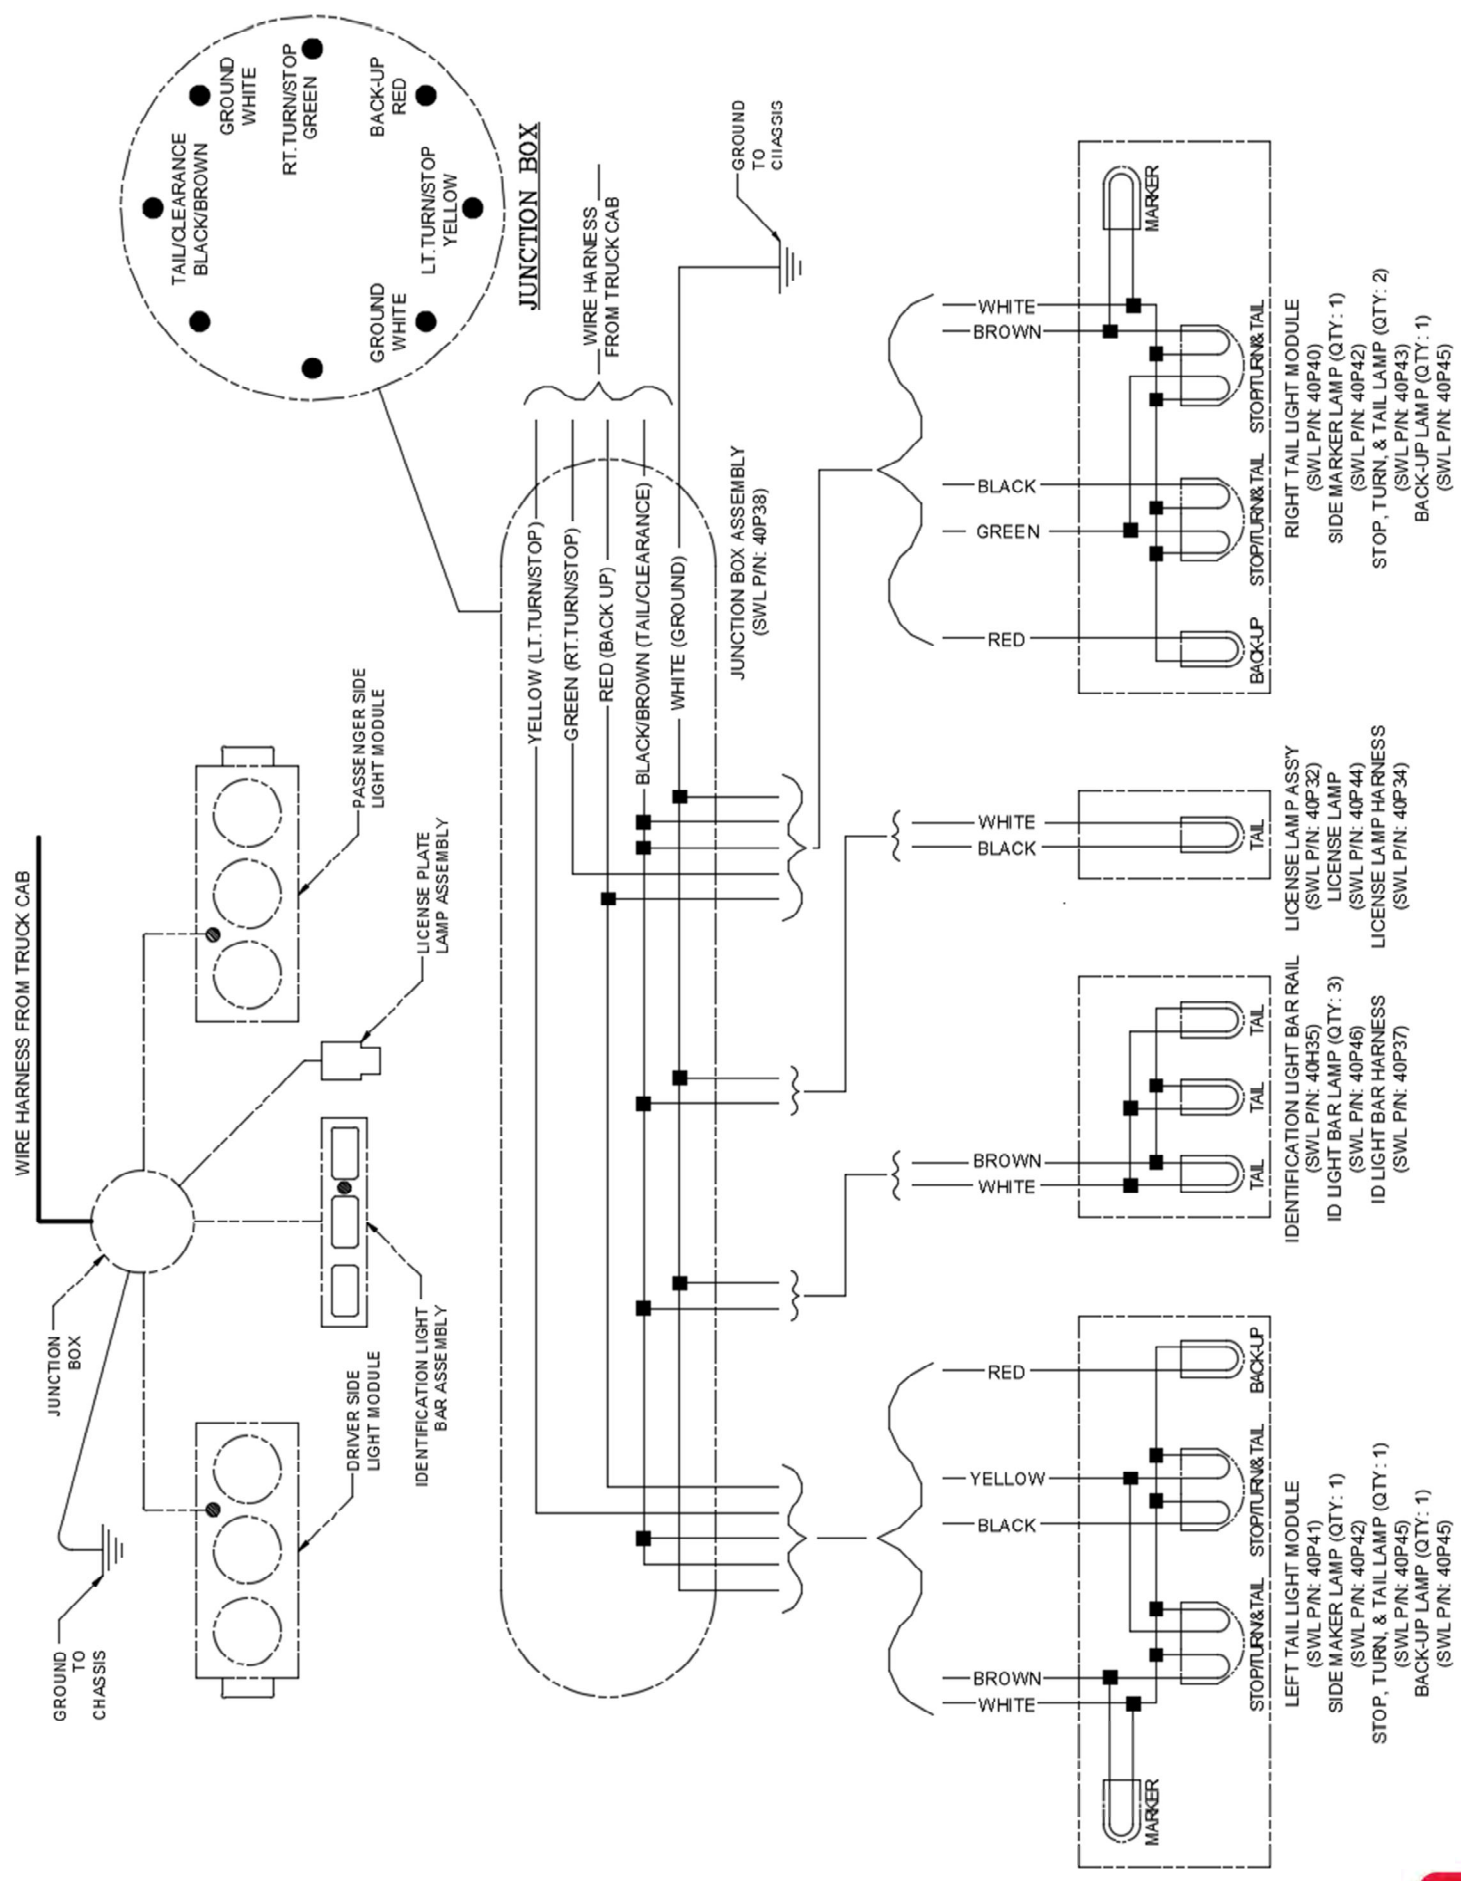 WIRE HARNESS FROM TRUCK CAB
JUNCTION
BOX
GROUND
TO
CHASSIS
DRIVER SIDE
LIGHT MODULE
IDENTIFICATION LIGHT
BAR ASSEMBLY
LICENSE PLATE
LAMP ASSEMBLY
PASSENGER SIDE
LIGHT MODULE
TAIL/CLEARANCE
BLACK/BROWN
GROUND
WHITE
RT.TURN/STOP
GREEN
BACK-UP
RED
LT.TURN/STOP
YELLOW
GROUND
WHITE
JUNCTION BOX
WIRE HARNESS
FROM TRUCK CAB
GROUND
TO
CHASSIS
YELLOW (LT.TURN/STOP)
GREEN (RT.TURN/STOP)
RED (BACK UP)
BLACK/BROWN (TAIL/CLEARANCE)
WHITE (GROUND)
JUNCTION BOX ASSEMBLY
(SWL P/N: 40P38)
WHITE
BROWN
YELLOW
BLACK
RED
MARKER
STOP/TURN&TAIL
STOP/TURN&TAIL
BACK-UP
LEFT TAIL LIGHT MODULE
(SWL P/N: 40P41)
SIDE MAKER LAMP (QTY: 1)
(SWL P/N: 40P42)
STOP, TURN, & TAIL LAMP (QTY: 1)
(SWL P/N: 40P45)
BACK-UP LAMP (QTY: 1)
(SWL P/N: 40P45)
BROWN
WHITE
TAIL
TAIL
TAIL
IDENTIFICATION LIGHT BAR RAIL
(SWL P/N: 40H35)
ID LIGHT BAR LAMP (QTY: 3)
(SWL P/N: 40P46)
ID LIGHT BAR HARNESS
(SWL P/N: 40P37)
WHITE
BLACK
TAIL
LICENSE LAMP ASS'Y
(SWL P/N: 40P32)
LICENSE LAMP
(SWL P/N: 40P44)
LICENSE LAMP HARNESS
(SWL P/N: 40P34)
RED
GREEN
BLACK
BROWN
WHITE
BACK-UP
STOP/TURN&TAIL
STOP/TURN&TAIL
MARKER
RIGHT TAIL LIGHT MODULE
(SWL P/N: 40P40)
SIDE MARKER LAMP (QTY: 1)
(SWL P/N: 40P42)
STOP, TURN, & TAIL LAMP (QTY: 2)
(SWL P/N: 40P43)
BACK-UP LAMP (QTY: 1)
(SWL P/N: 40P45)